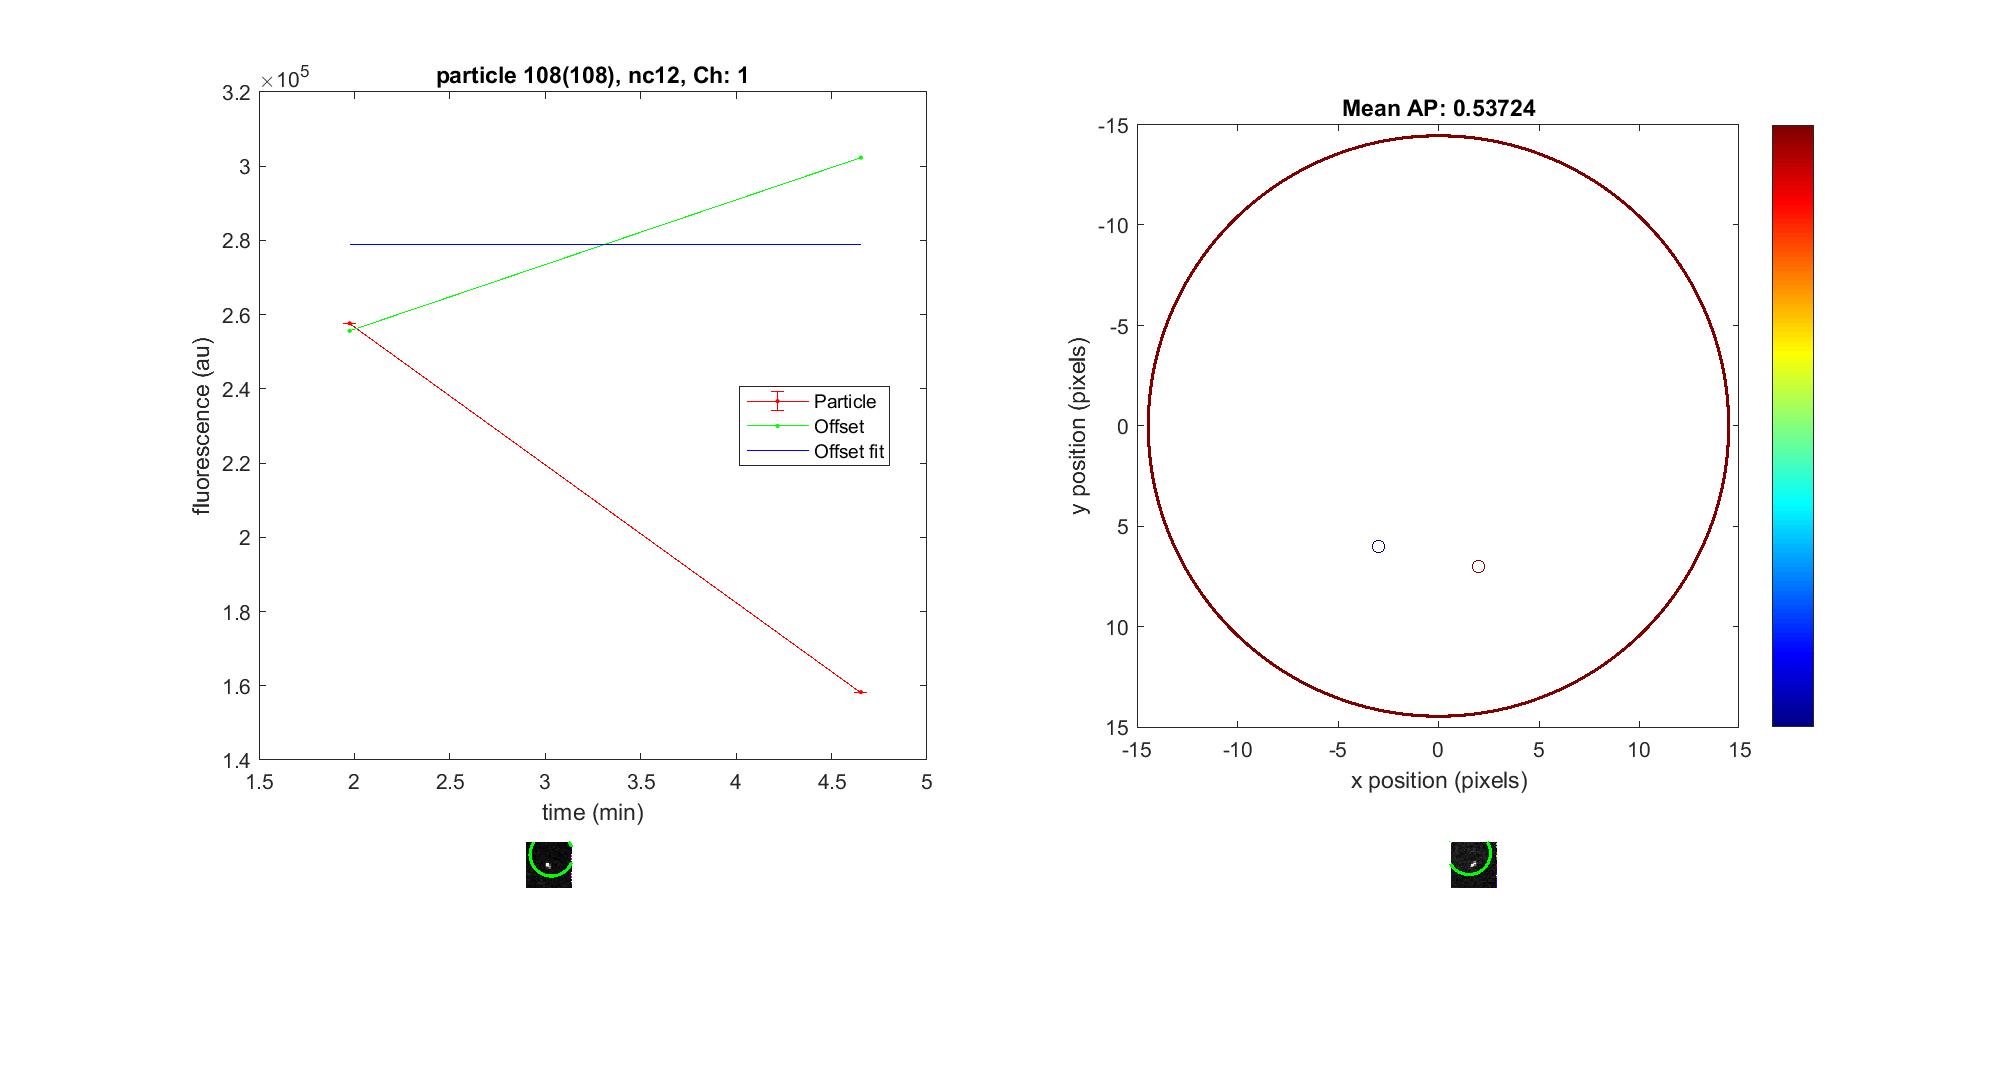 particle 108(108), nc12, Ch: 1
×10^5
3.2
3
2.8
2.6
2.4
2.2
2
1.8
1.6
1.4
fluorescence (au)
Particle
Offset
Offset fit
1.5 2 2.5 3 3.5 4 4.5 5
time (min)
Mean AP: 0.53724
-15
-10
-5
0
5
10
15
y position (pixels)
-15 -10 -5 0 5 10 15
x position (pixels)